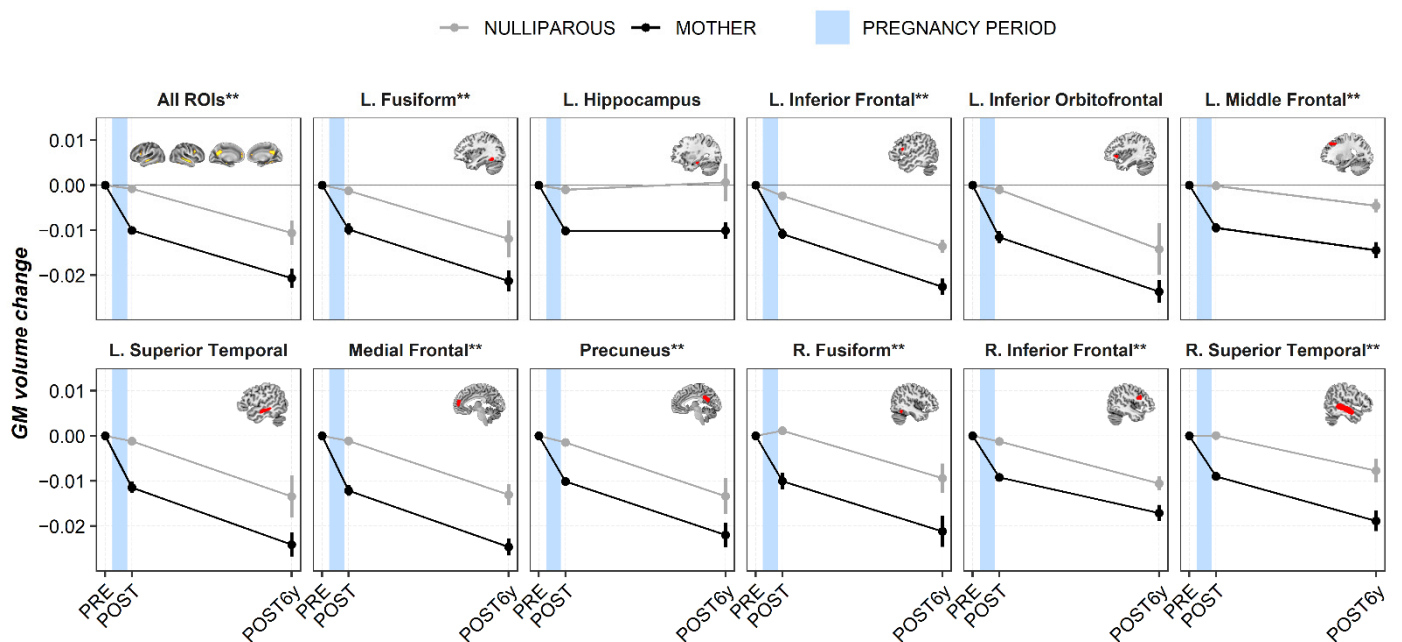 NULLIPAROUS MOTHER PREGNANCY PERIOD
All ROIs** L. Fusiform** L. Hippocampus L. Inferior Frontal** L. Inferior Orbitofrontal L. Middle Frontal**
0.01
0.00
−0.01
−0.02
L. Superior Temporal Medial Frontal** Precuneus** R. Fusiform** R. Inferior Frontal** R. Superior Temporal**
0.01
0.00
−0.01
−0.02
GM volume change
PRE POST POST6y PRE POST POST6y PRE POST POST6y PRE POST POST6y PRE POST POST6y PRE POST POST6y